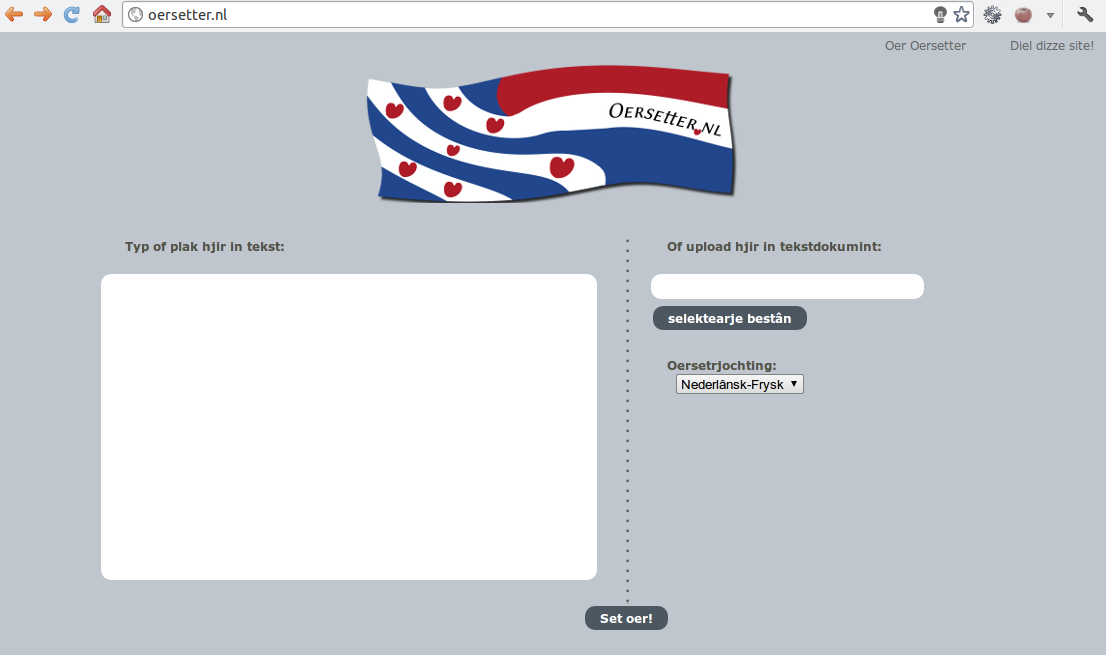 oersetter.nl
Oer Oersetter
Diel dizze site!
OERSETTER.NL
Typ of plak hjir in tekst:
Of upload hjir in tekstdokumint:
selektearje bestân
Oersetrjochting:
Nederlânsk-Frysk
Set oer!